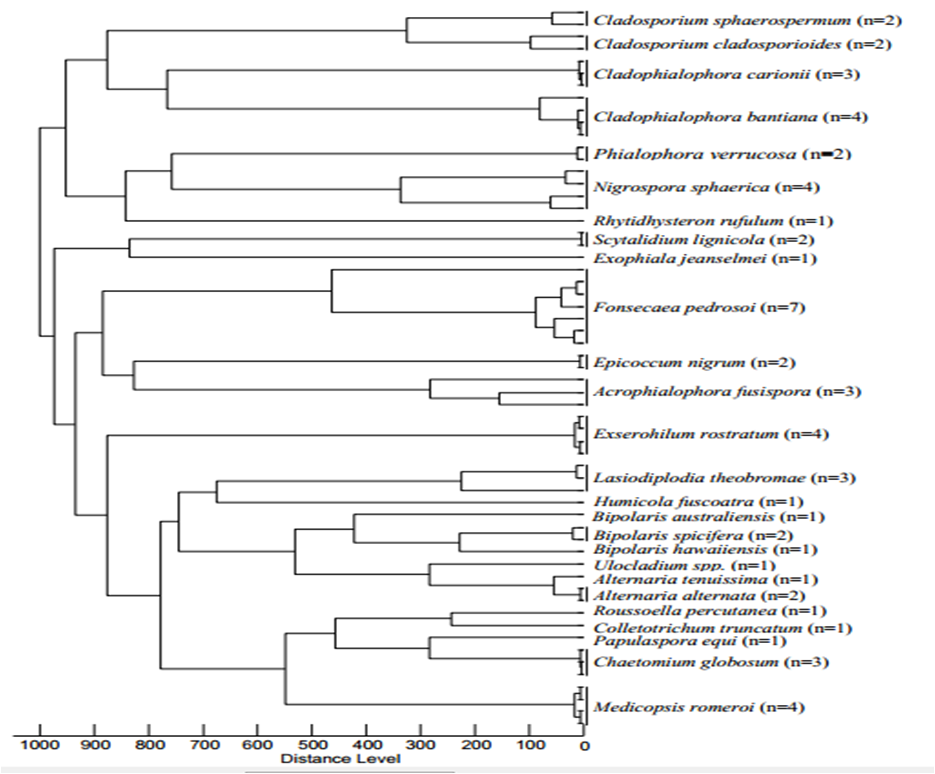 Cladosporium sphaerospermum (n=2)
Cladosporium cladosporioides (n=2)
Cladophialophora carionii (n=3)
Cladophialophora bantiana (n=4)
Phialophora verrucosa (n=2)
Nigrospora sphaerica (n=4)
Rhytidhysteron rufulum (n=1)
Scytalidium lignicola (n=2)
Exophiala jeanselmei (n=1)
Fonsecaea pedrosoi (n=7)
Epicoccum nigrum (n=2)
Acrophialophora fusispora (n=3)
Exserohilum rostratum (n=4)
Lasiodiplodia theobromae (n=3)
Humicola fuscoatra (n=1)
Bipolaris australiensis (n=1)
Bipolaris spicifera (n=2)
Bipolaris hawaiiensis (n=1)
Ulocladium spp. (n=1)
Alternaria tenuissima (n=1)
Alternaria alternata (n=2)
Roussoella percutanea (n=1)
Colletotrichum truncatum (n=1)
Papulaspora equi (n=1)
Chaetomium globosum (n=3)
Medicopsis romeroi (n=4)
1000 900 800 700 600 500 400 300 200 100 0
Distance Level